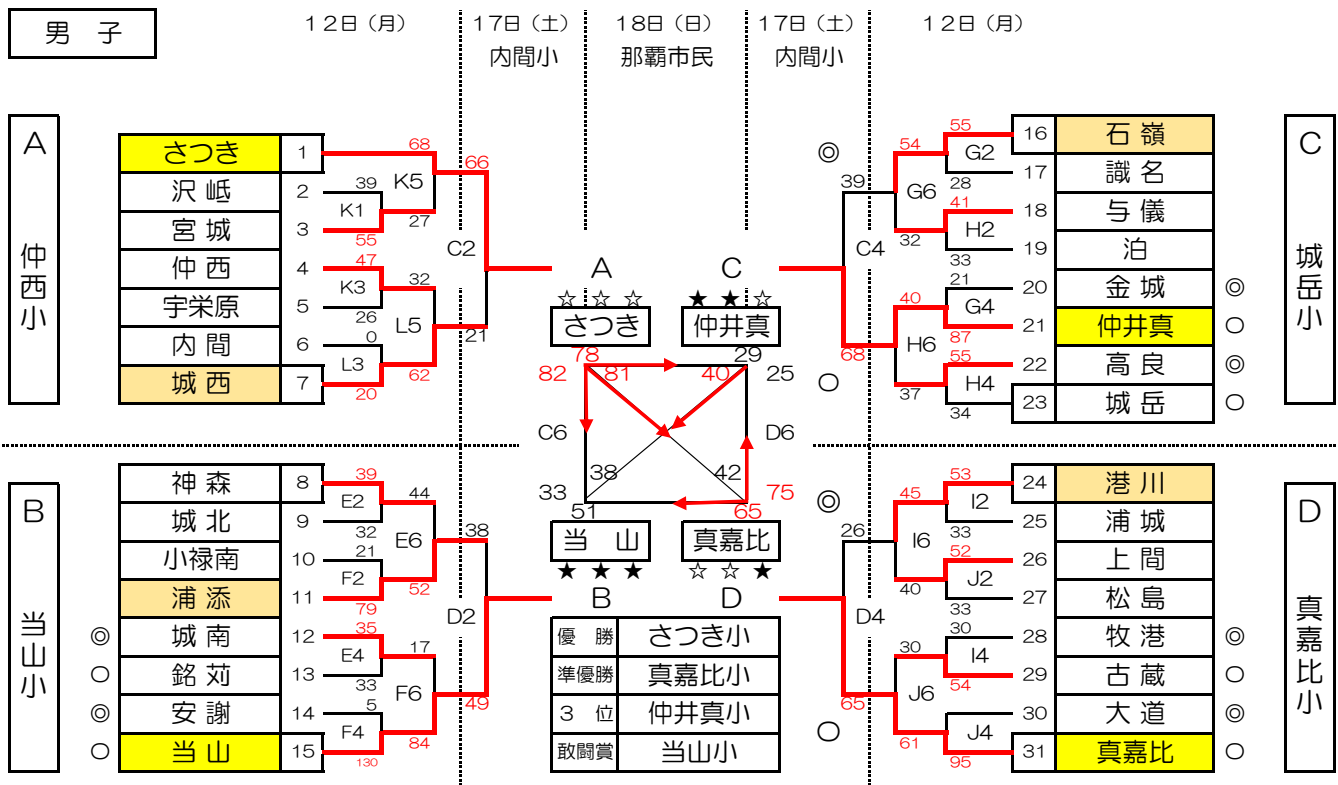 男　子
12日（月）
17日（土）
内間小
18日（日）
那覇市民
17日（土）
内間小
12日（月）
A
仲西小
さつき 1
沢岻 2
宮城 3
仲西 4
宇栄原 5
内間 6
城西 7
39
K1
55
47
K3
26
0
L3
20
68
K5
27
32
L5
62
66
C2
21
B
当山小
神森 8
城北 9
小禄南 10
浦添 11
◎ 城南 12
○ 銘苅 13
◎ 安謝 14
○ 当山 15
39
E2
32
21
F2
79
35
E4
33
5
F4
130
44
E6
52
17
F6
84
38
D2
49
A
☆ ☆ ☆
さつき
C
★ ★ ☆
仲井真
78
29
82
81
40
25
C6
D6
38
42
33
75
51
65
当　山
★ ★ ★
B
真嘉比
☆ ☆ ★
D
優　勝 さつき小
準優勝 真嘉比小
3　位 仲井真小
敢闘賞 当山小
C
城岳小
16 石嶺
17 識名
18 与儀
19 泊
20 金城 ◎
21 仲井真 ○
22 高良 ◎
23 城岳 ○
55
G2
28
41
H2
33
21
G4
87
55
H4
34
54
G6
32
40
H6
37
◎
39
C4
68
○
D
真嘉比小
24 港川
25 浦城
26 上間
27 松島
28 牧港 ◎
29 古蔵 ○
30 大道 ◎
31 真嘉比 ○
53
I2
33
52
J2
33
30
I4
54
J4
95
45
I6
40
30
J6
61
◎
26
D4
65
○